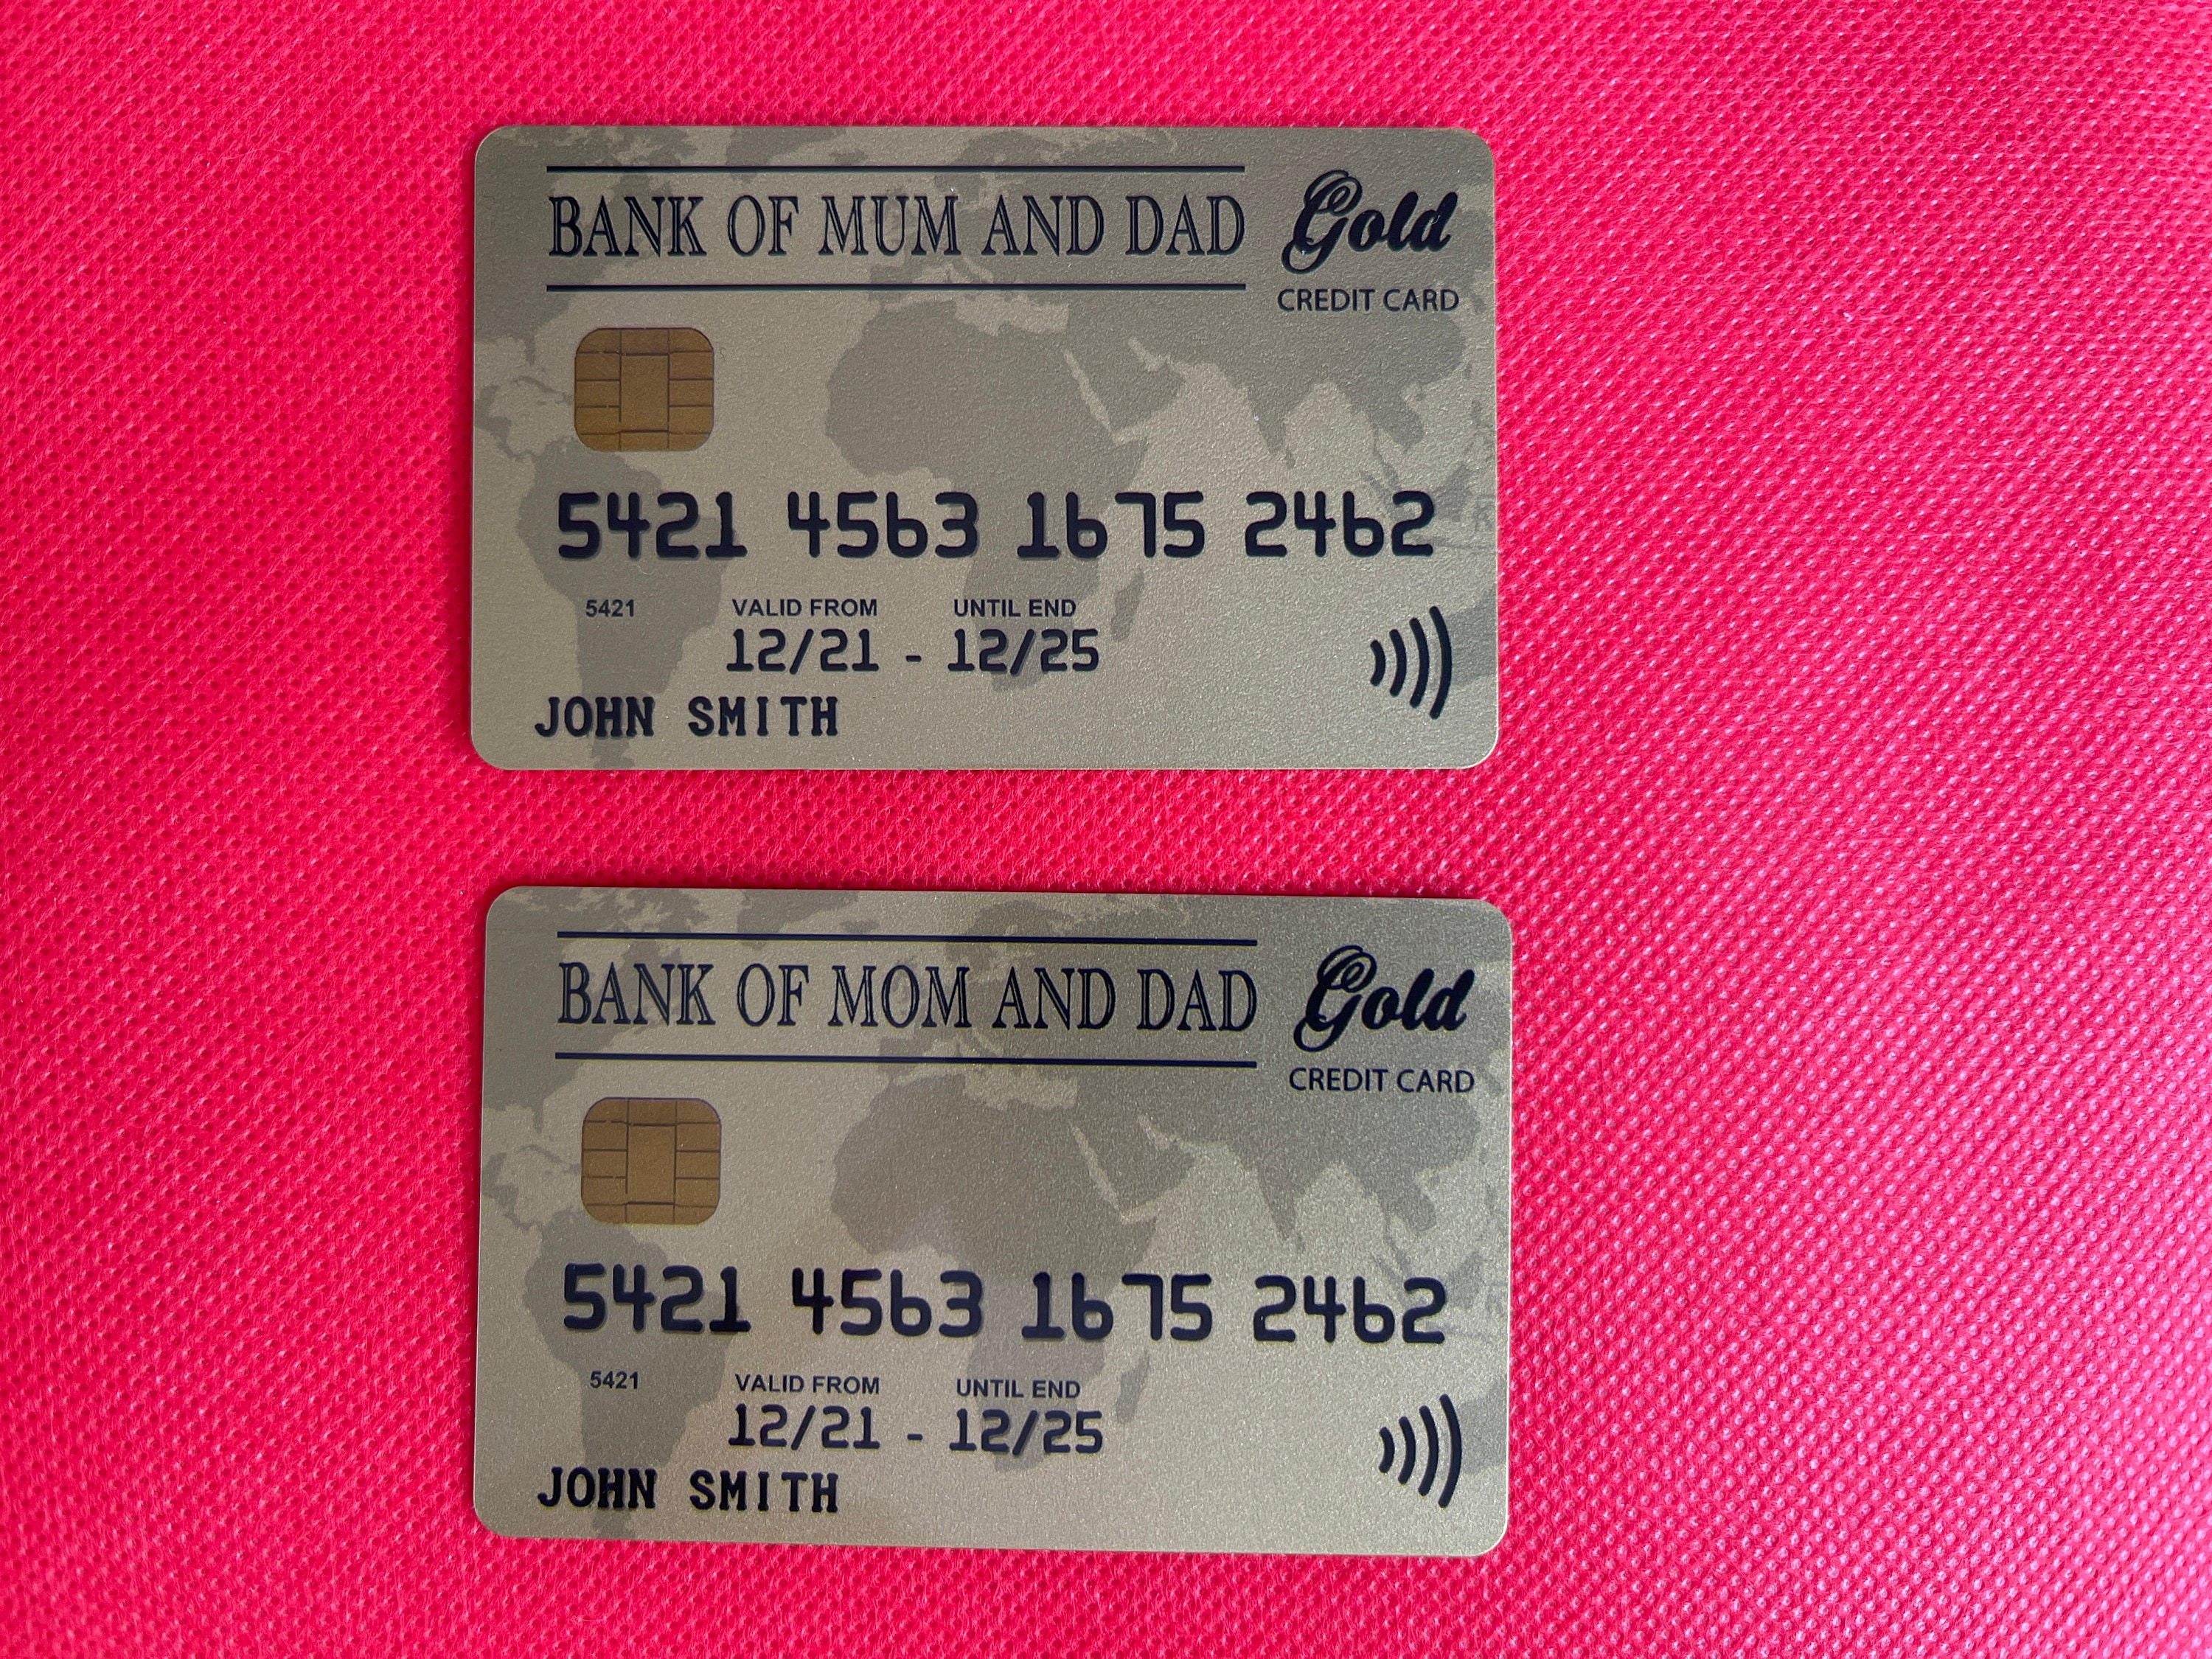 BANK OF MUM AND DAD
Gold
CREDIT CARD
5421 4563 1675 2462
5421
VALID FROM
UNTIL END
12/21 - 12/25
JOHN SMITH
BANK OF MOM AND DAD
Gold
CREDIT CARD
5421 4563 1675 2462
5421
VALID FROM
UNTIL END
12/21 - 12/25
JOHN SMITH